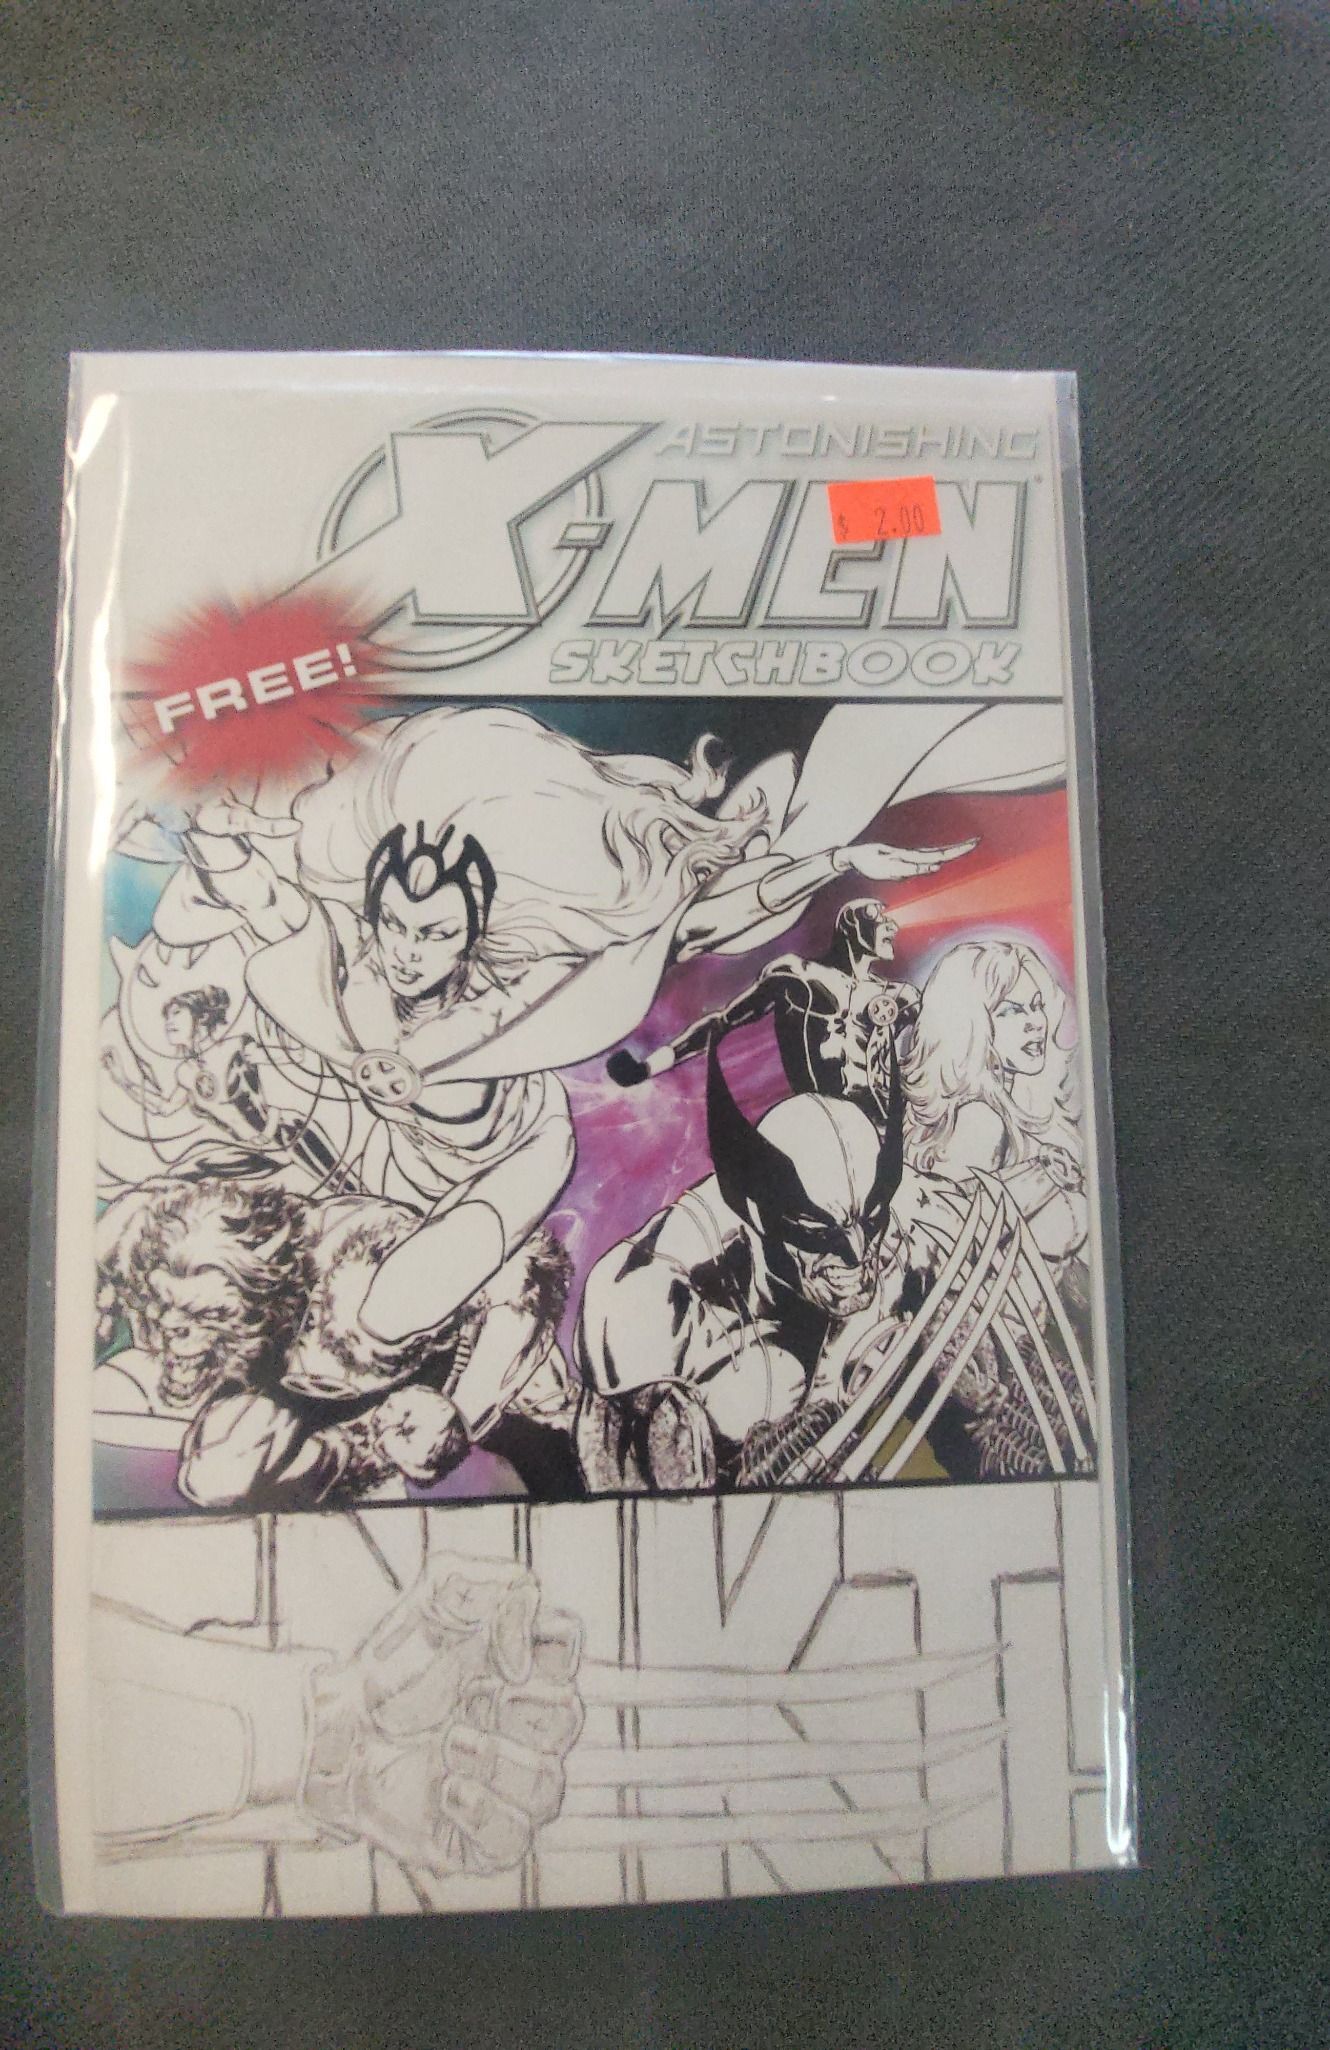 ASTONISHING
X-MEN
$ 2.00
SKETCHBOOK
FREE!